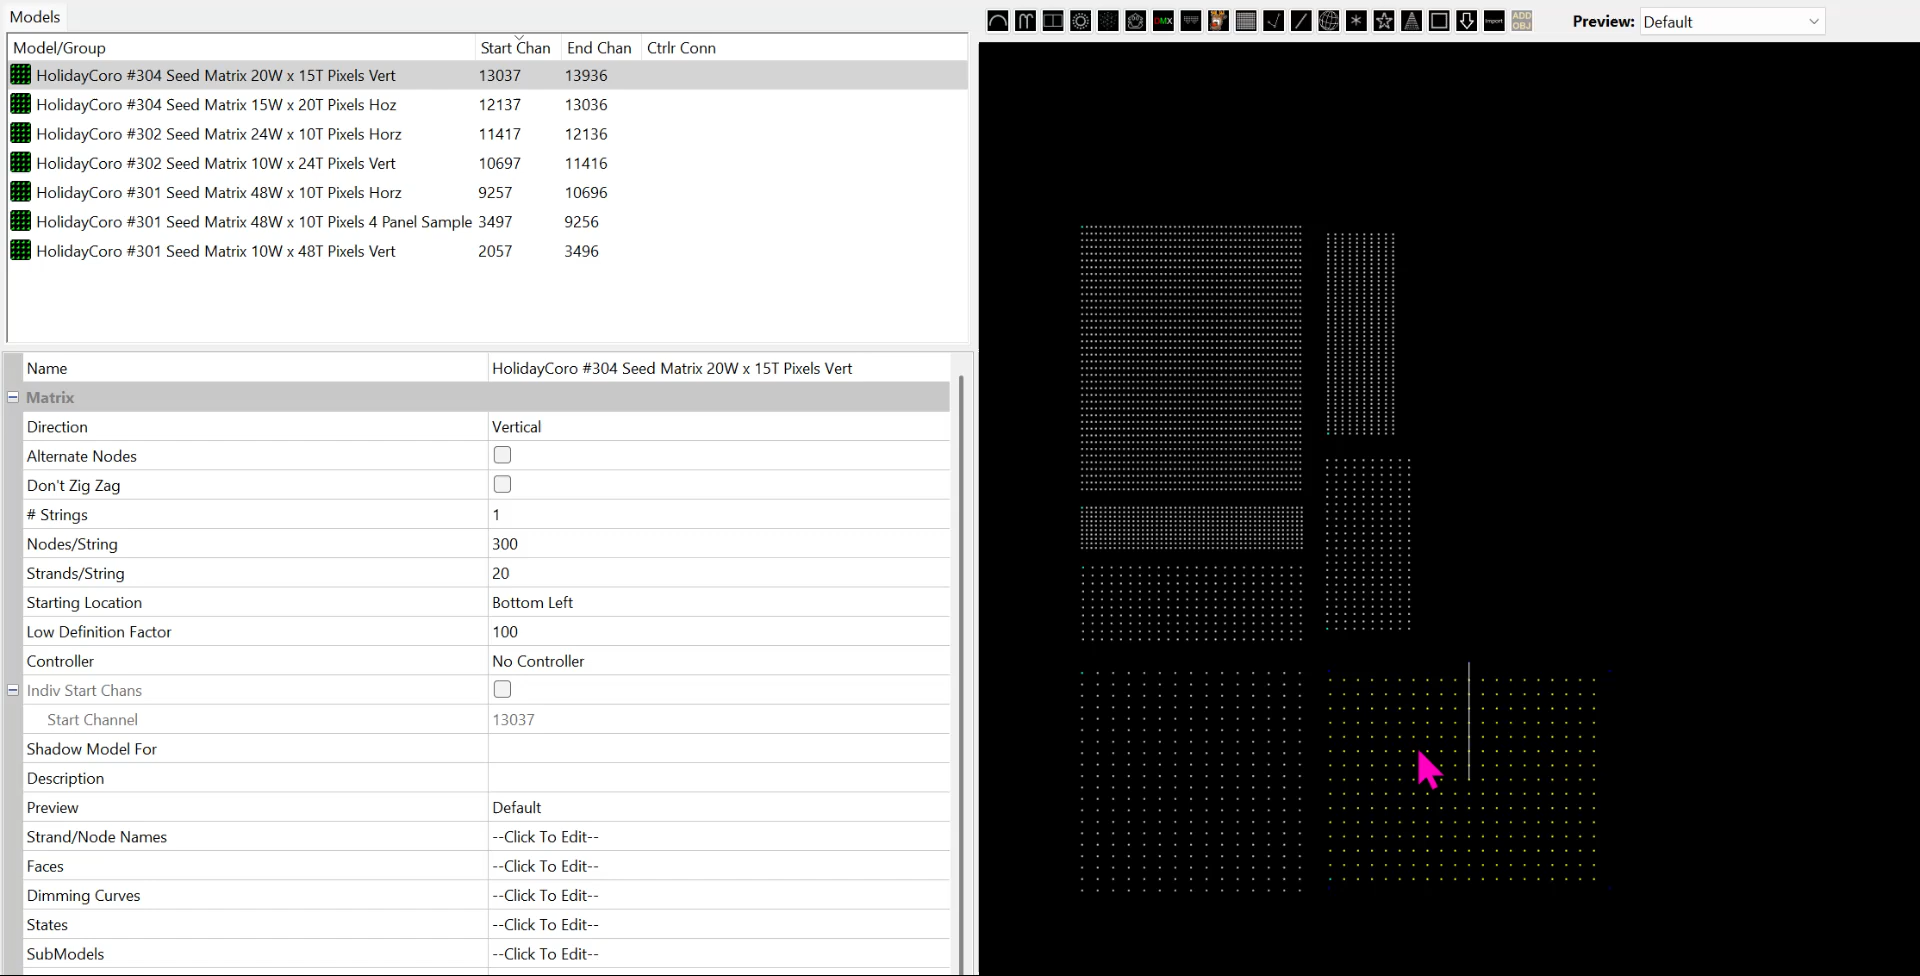 Models
Preview: Default
Model/Group Start Chan End Chan Ctrlr Conn
HolidayCoro #304 Seed Matrix 20W x 15T Pixels Vert 13037 13936
HolidayCoro #304 Seed Matrix 15W x 20T Pixels Hoz 12137 13036
HolidayCoro #302 Seed Matrix 24W x 10T Pixels Horz 11417 12136
HolidayCoro #302 Seed Matrix 10W x 24T Pixels Vert 10697 11416
HolidayCoro #301 Seed Matrix 48W x 10T Pixels Horz 9257 10696
HolidayCoro #301 Seed Matrix 48W x 10T Pixels 4 Panel Sample 3497 9256
HolidayCoro #301 Seed Matrix 10W x 48T Pixels Vert 2057 3496
DMX
Import
ADD
OBJ
Name HolidayCoro #304 Seed Matrix 20W x 15T Pixels Vert
Matrix
Direction Vertical
Alternate Nodes
Don't Zig Zag
# Strings 1
Nodes/String 300
Strands/String 20
Starting Location Bottom Left
Low Definition Factor 100
Controller No Controller
Indiv Start Chans
Start Channel 13037
Shadow Model For
Description
Preview Default
Strand/Node Names --Click To Edit--
Faces --Click To Edit--
Dimming Curves --Click To Edit--
States --Click To Edit--
SubModels --Click To Edit--